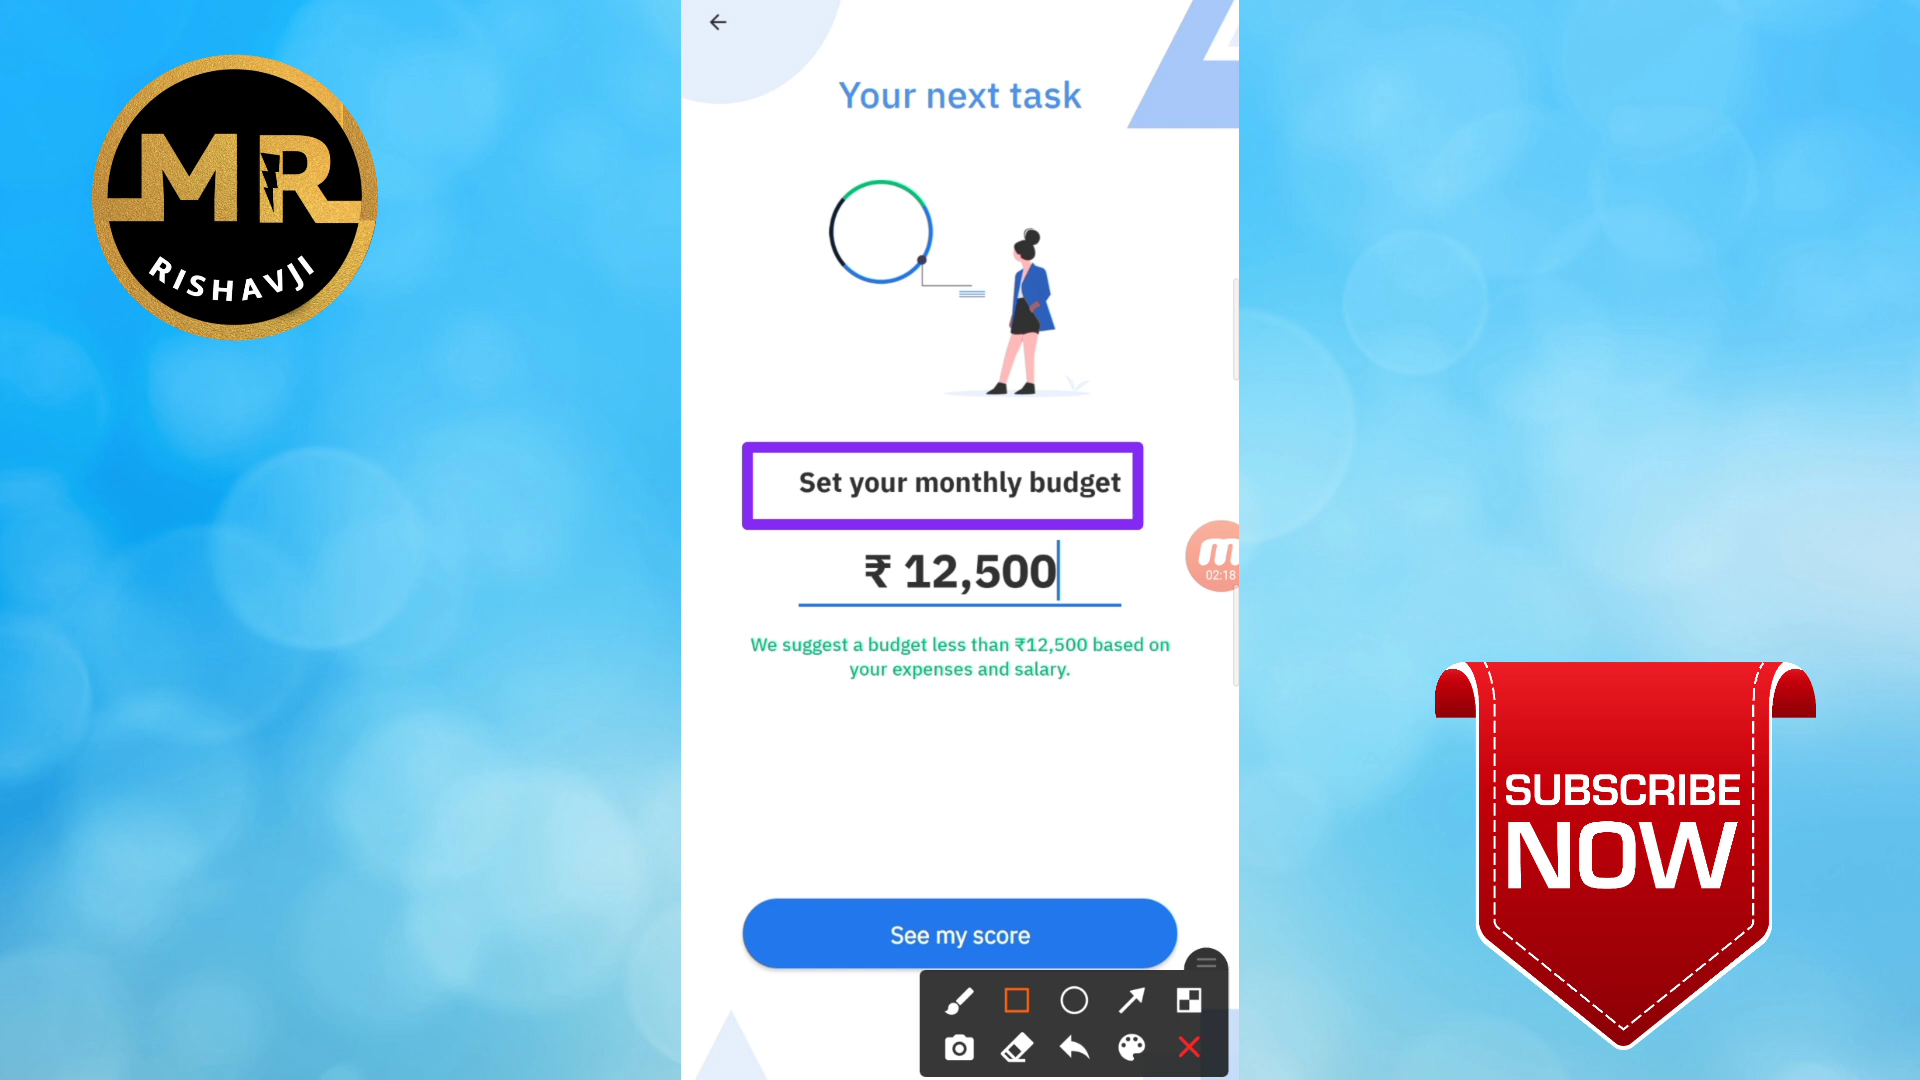 MR
RISHAVJI
Your next task
Set your monthly budget
₹ 12,500
We suggest a budget less than ₹12,500 based on
your expenses and salary.
m
02:18
See my score
SUBSCRIBE
NOW